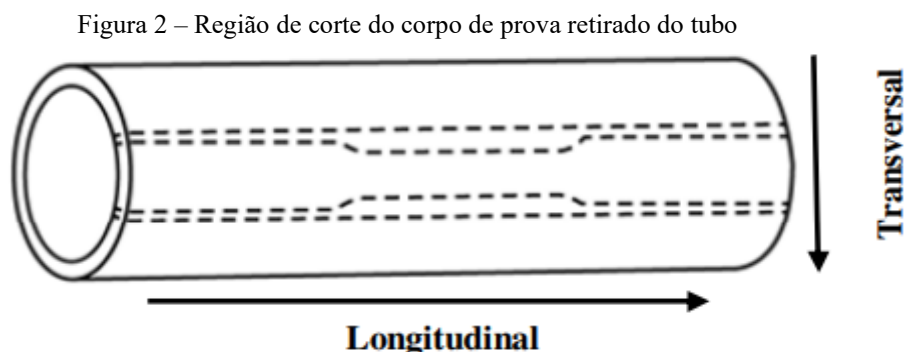 Figura 2 – Região de corte do corpo de prova retirado do tubo
Transversal
Longitudinal